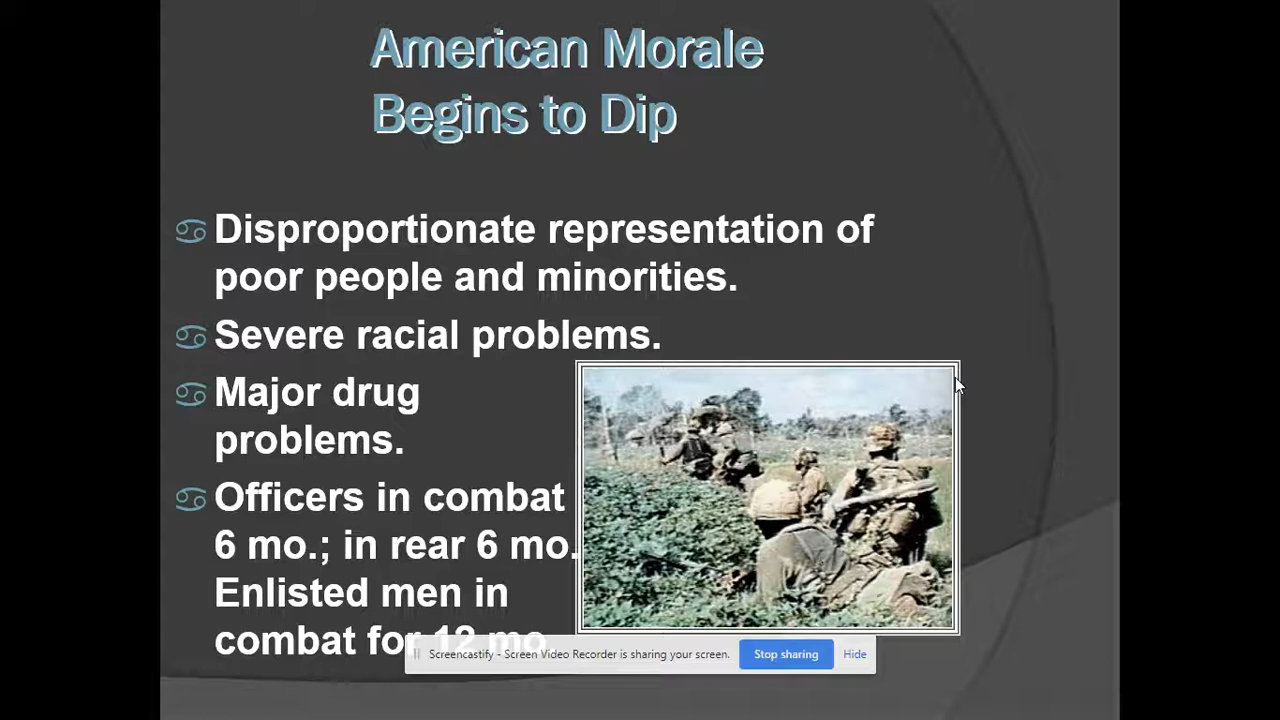 American Morale
Begins to Dip
Disproportionate representation of
poor people and minorities.
Severe racial problems.
Major drug
problems.
Officers in combat
6 mo.; in rear 6 mo.
Enlisted men in
combat for 12 mo.
Screencastify - Screen Video Recorder is sharing your screen.
Stop sharing
Hide